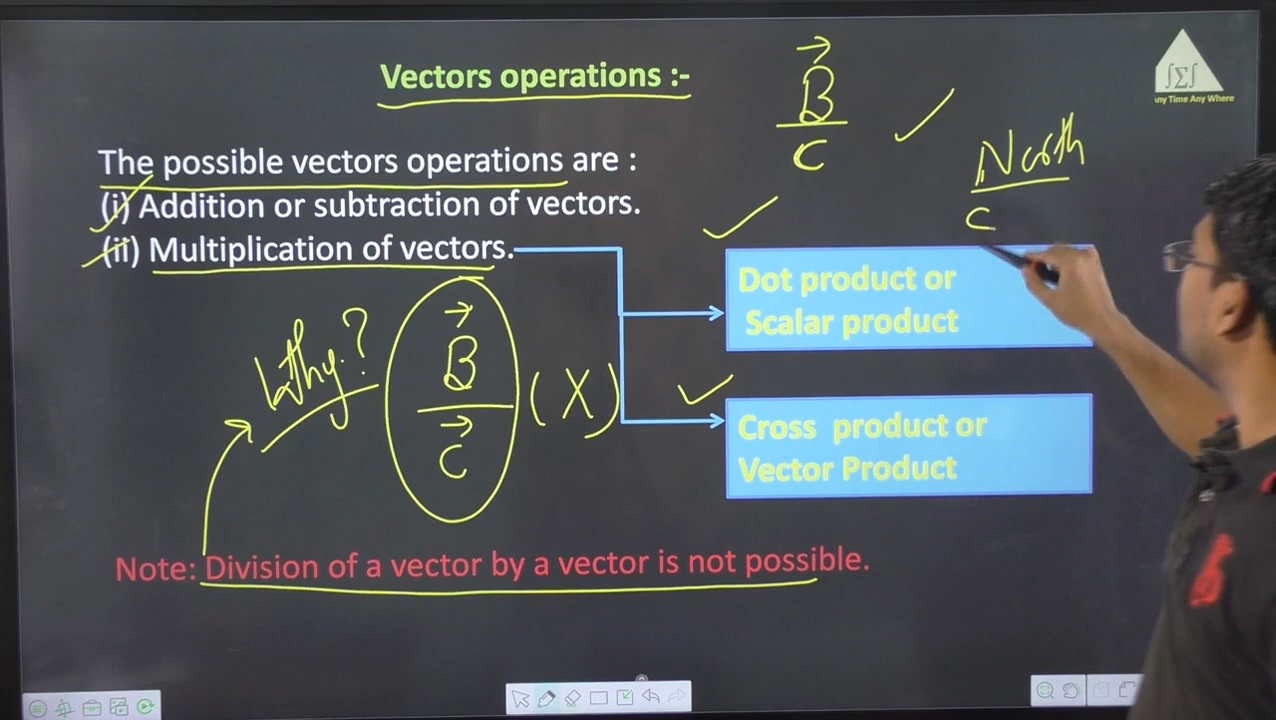 Vectors operations :-
B
C
∫Σ∫
ny Time Any Where
North
C
The possible vectors operations are :
(i) Addition or subtraction of vectors.
(ii) Multiplication of vectors.
Dot product or
Scalar product
Why.?
B
C
(X)
Cross product or
Vector Product
Note: Division of a vector by a vector is not possible.